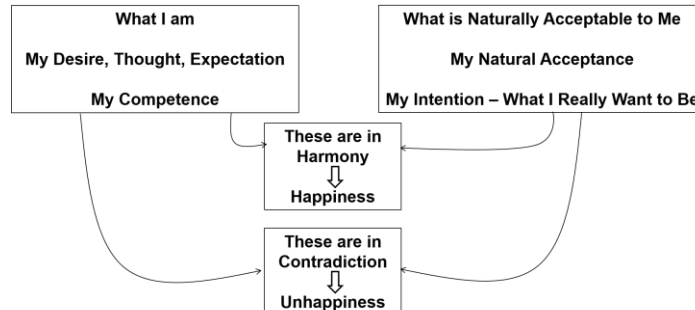 What I am
My Desire, Thought, Expectation
My Competence
What is Naturally Acceptable to Me
My Natural Acceptance
My Intention – What I Really Want to Be
These are in
Harmony
Happiness
These are in
Contradiction
Unhappiness